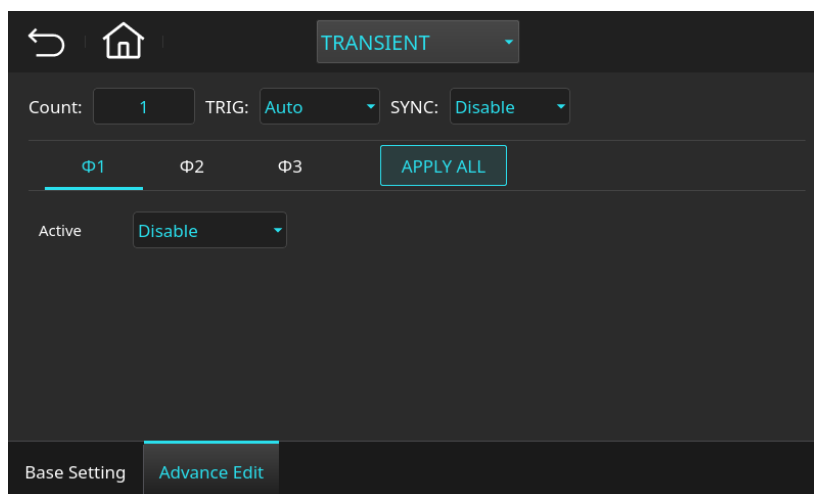 TRANSIENT
Count: 1 TRIG: Auto SYNC: Disable
Φ1 Φ2 Φ3 APPLY ALL
Active Disable
Base Setting Advance Edit